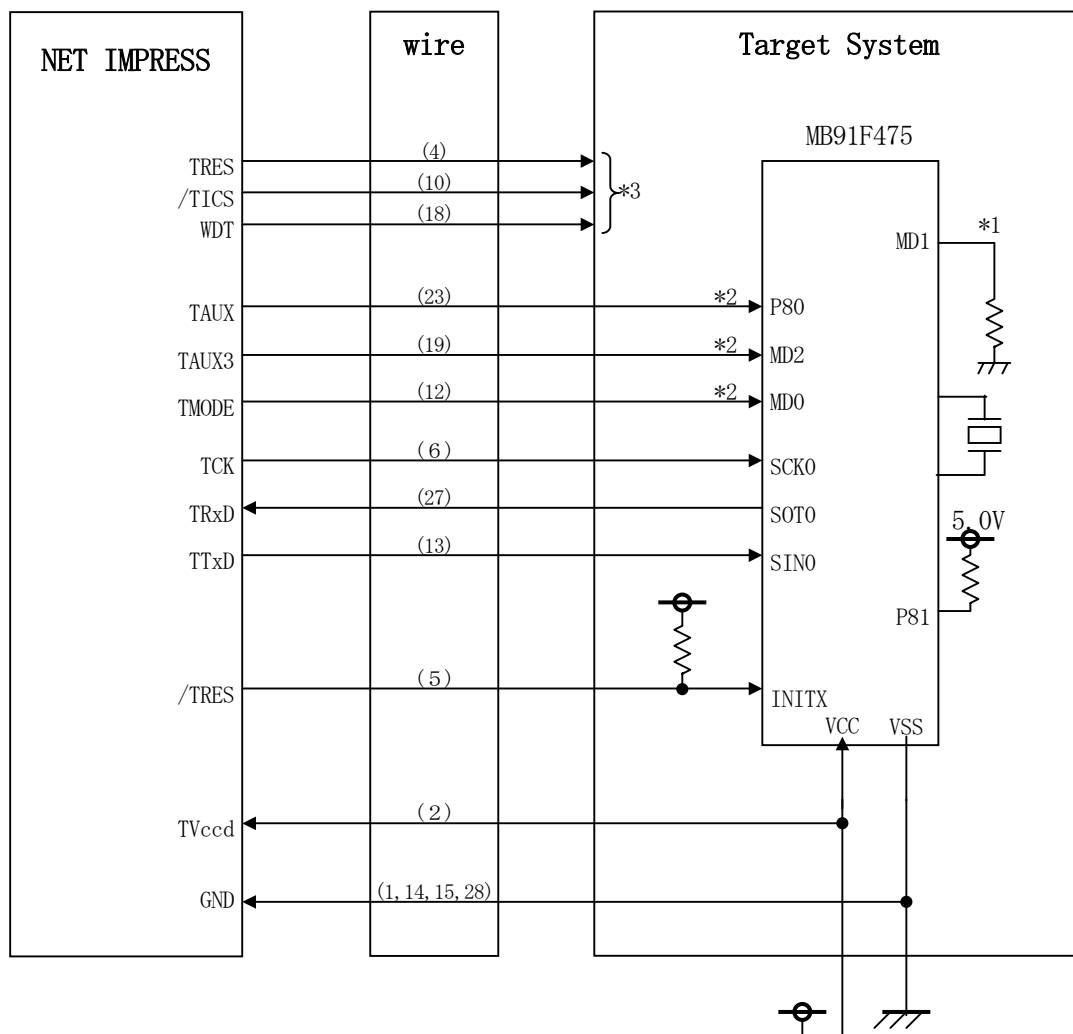 NET IMPRESS
wire
Target System
MB91F475
TRES
(4)
/TICS
(10)
*3
WDT
(18)
MD1
*1
TAUX
(23)
*2
P80
TAUX3
(19)
*2
MD2
TMODE
(12)
*2
MD0
TCK
(6)
SCK0
TRxD
(27)
SOT0
5.0V
TTxD
(13)
SIN0
P81
/TRES
(5)
INITX
VCC
VSS
TVccd
(2)
GND
(1,14,15,28)